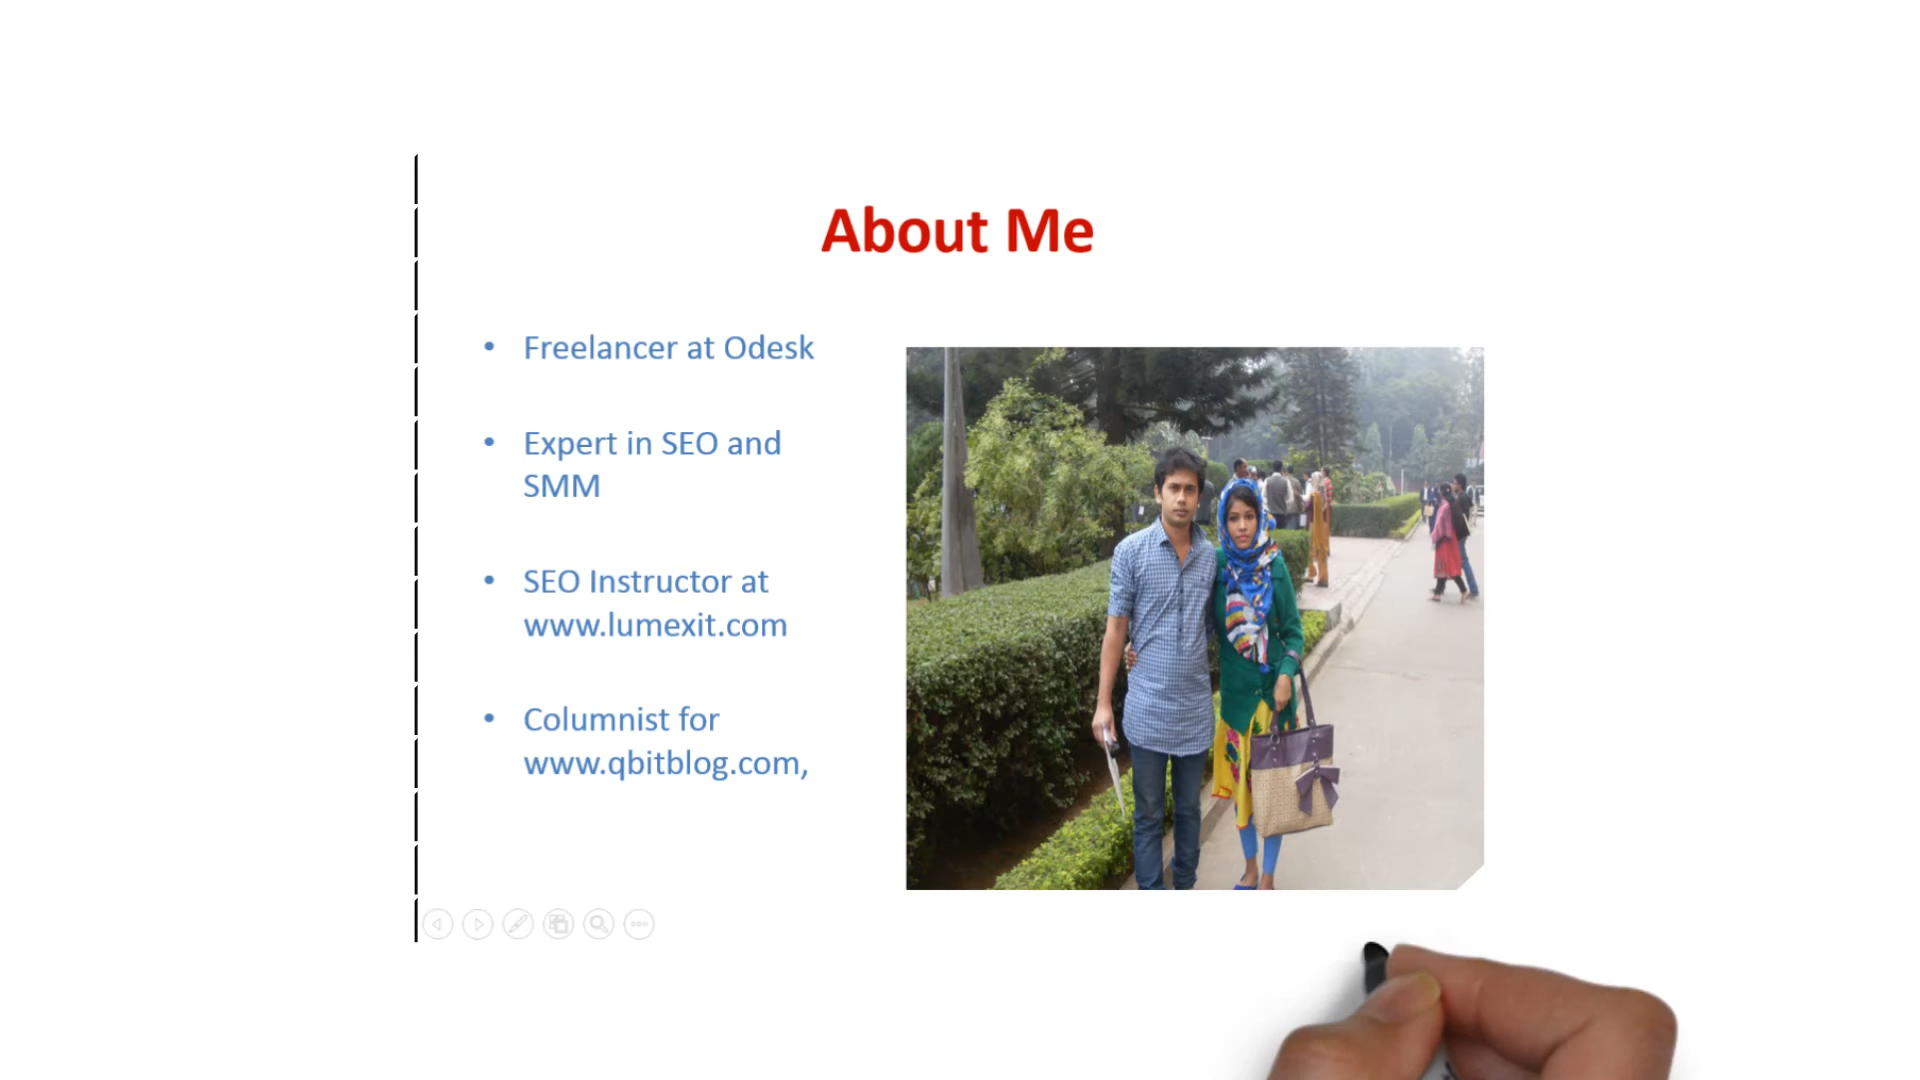 About Me
• Freelancer at Odesk
• Expert in SEO and
SMM
• SEO Instructor at
www.lumexit.com
• Columnist for
www.qbitblog.com,